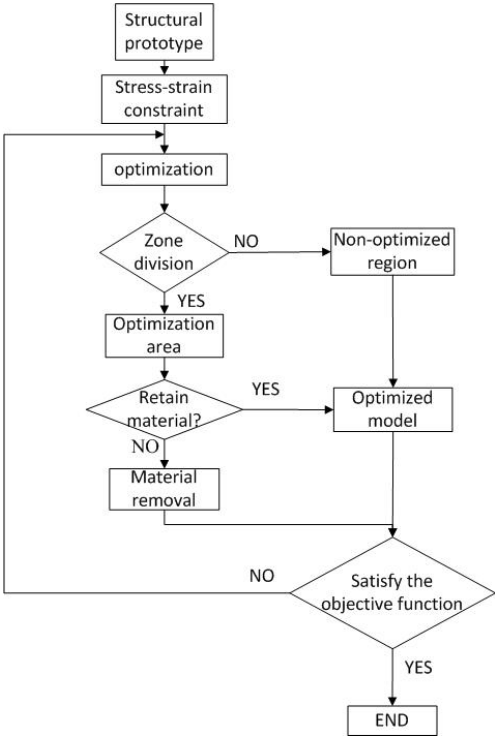 Structural
prototype
Stress-strain
constraint
optimization
Zone
division
NO
Non-optimized
region
YES
Optimization
area
Retain
material?
YES
Optimized
model
NO
Material
removal
NO
Satisfy the
objective function
YES
END